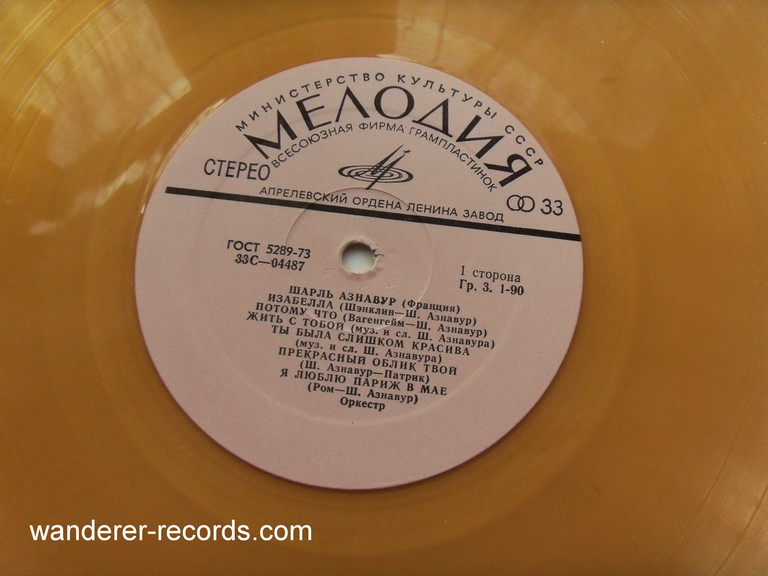 МИНИСТЕРСТВО КУЛЬТУРЫ СССР
МЕЛОДИЯ
ВСЕСОЮЗНАЯ ФИРМА ГРАМПЛАСТИНОК
СТЕРЕО
АПРЕЛЕВСКИЙ ОРДЕНА ЛЕНИНА ЗАВОД
33
ГОСТ 5289-73
33С—04487
1 сторона
Гр. 3. 1-90
ШАРЛЬ АЗНАВУР (Франция)
ИЗАБЕЛЛА (Шэнклин—Ш. Азнавур)
ПОТОМУ ЧТО (Вагенгейм—Ш. Азнавур)
ЖИТЬ С ТОБОЙ (муз. и сл. Ш. Азнавура)
ТЫ БЫЛА СЛИШКОМ КРАСИВА
(муз. и сл. Ш. Азнавура)
ПРЕКРАСНЫЙ ОБЛИК ТВОЙ
(Ш. Азнавур—Патрик)
Я ЛЮБЛЮ ПАРИЖ В МАЕ
(Ром—Ш. Азнавур)
Оркестр
wanderer-records.com